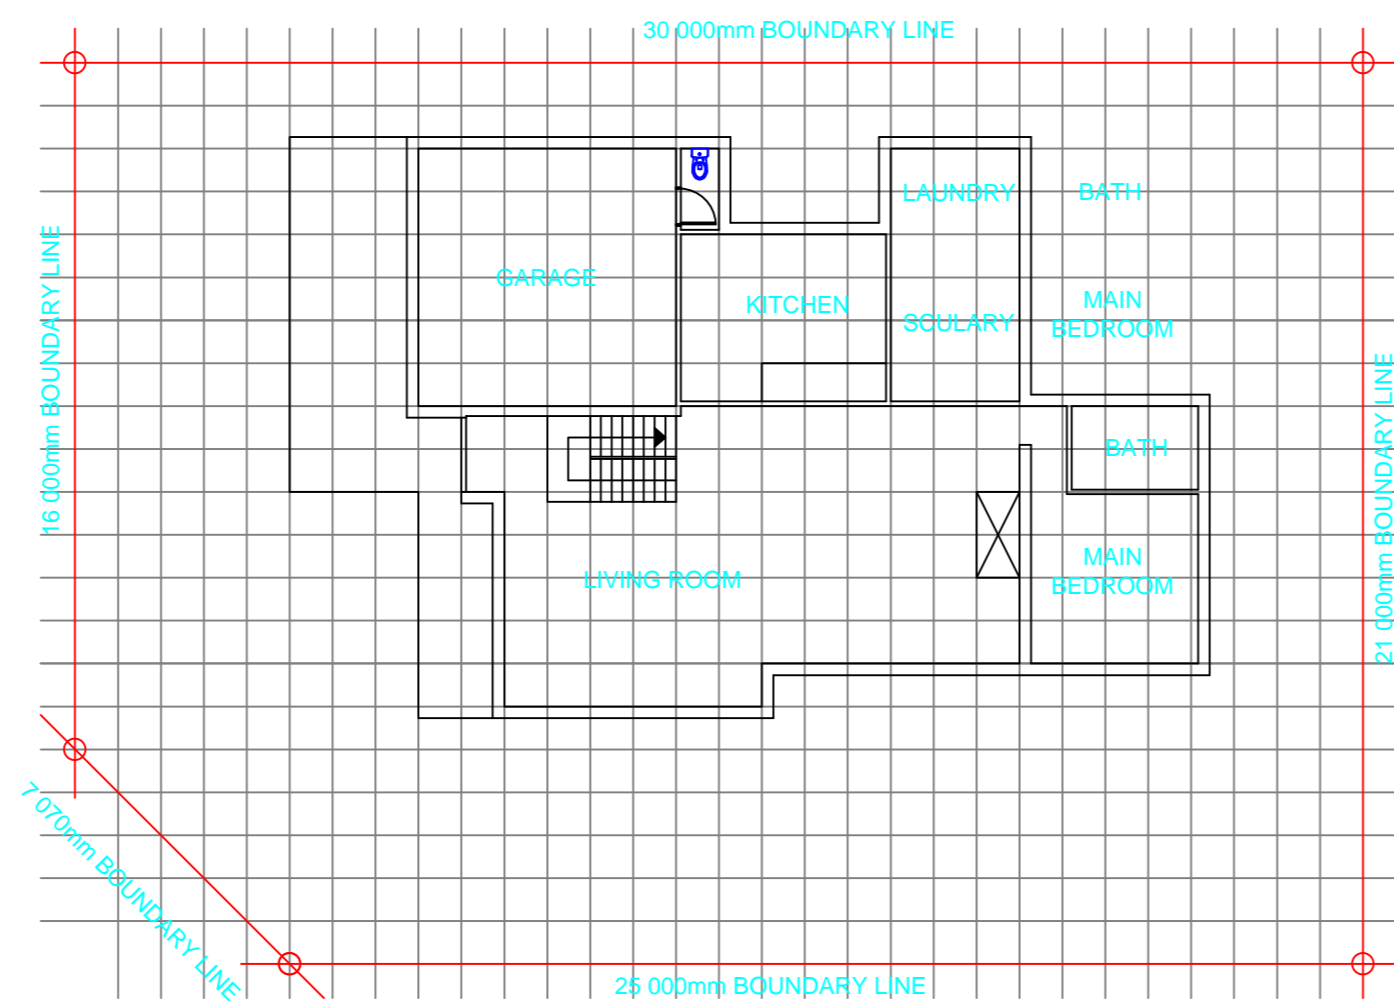 30 000mm BOUNDARY LINE
LAUNDRY
BATH
GARAGE
KITCHEN
SCULARY
MAIN
BEDROOM
16 000mm BOUNDARY LINE
BATH
21 000mm BOUNDARY LINE
LIVING ROOM
MAIN
BEDROOM
7 070mm BOUNDARY LINE
25 000mm BOUNDARY LINE